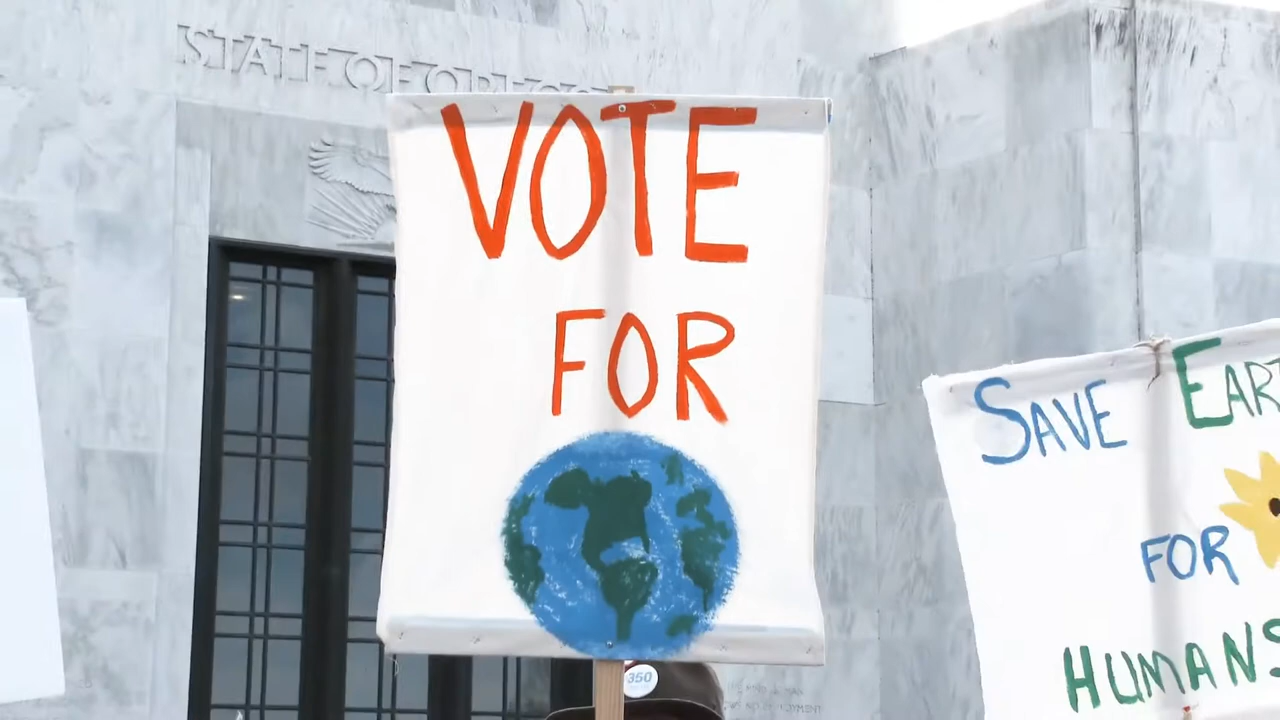 STATE OF OREGON
VOTE
FOR
SAVE EAR
FOR
HUMANS
350